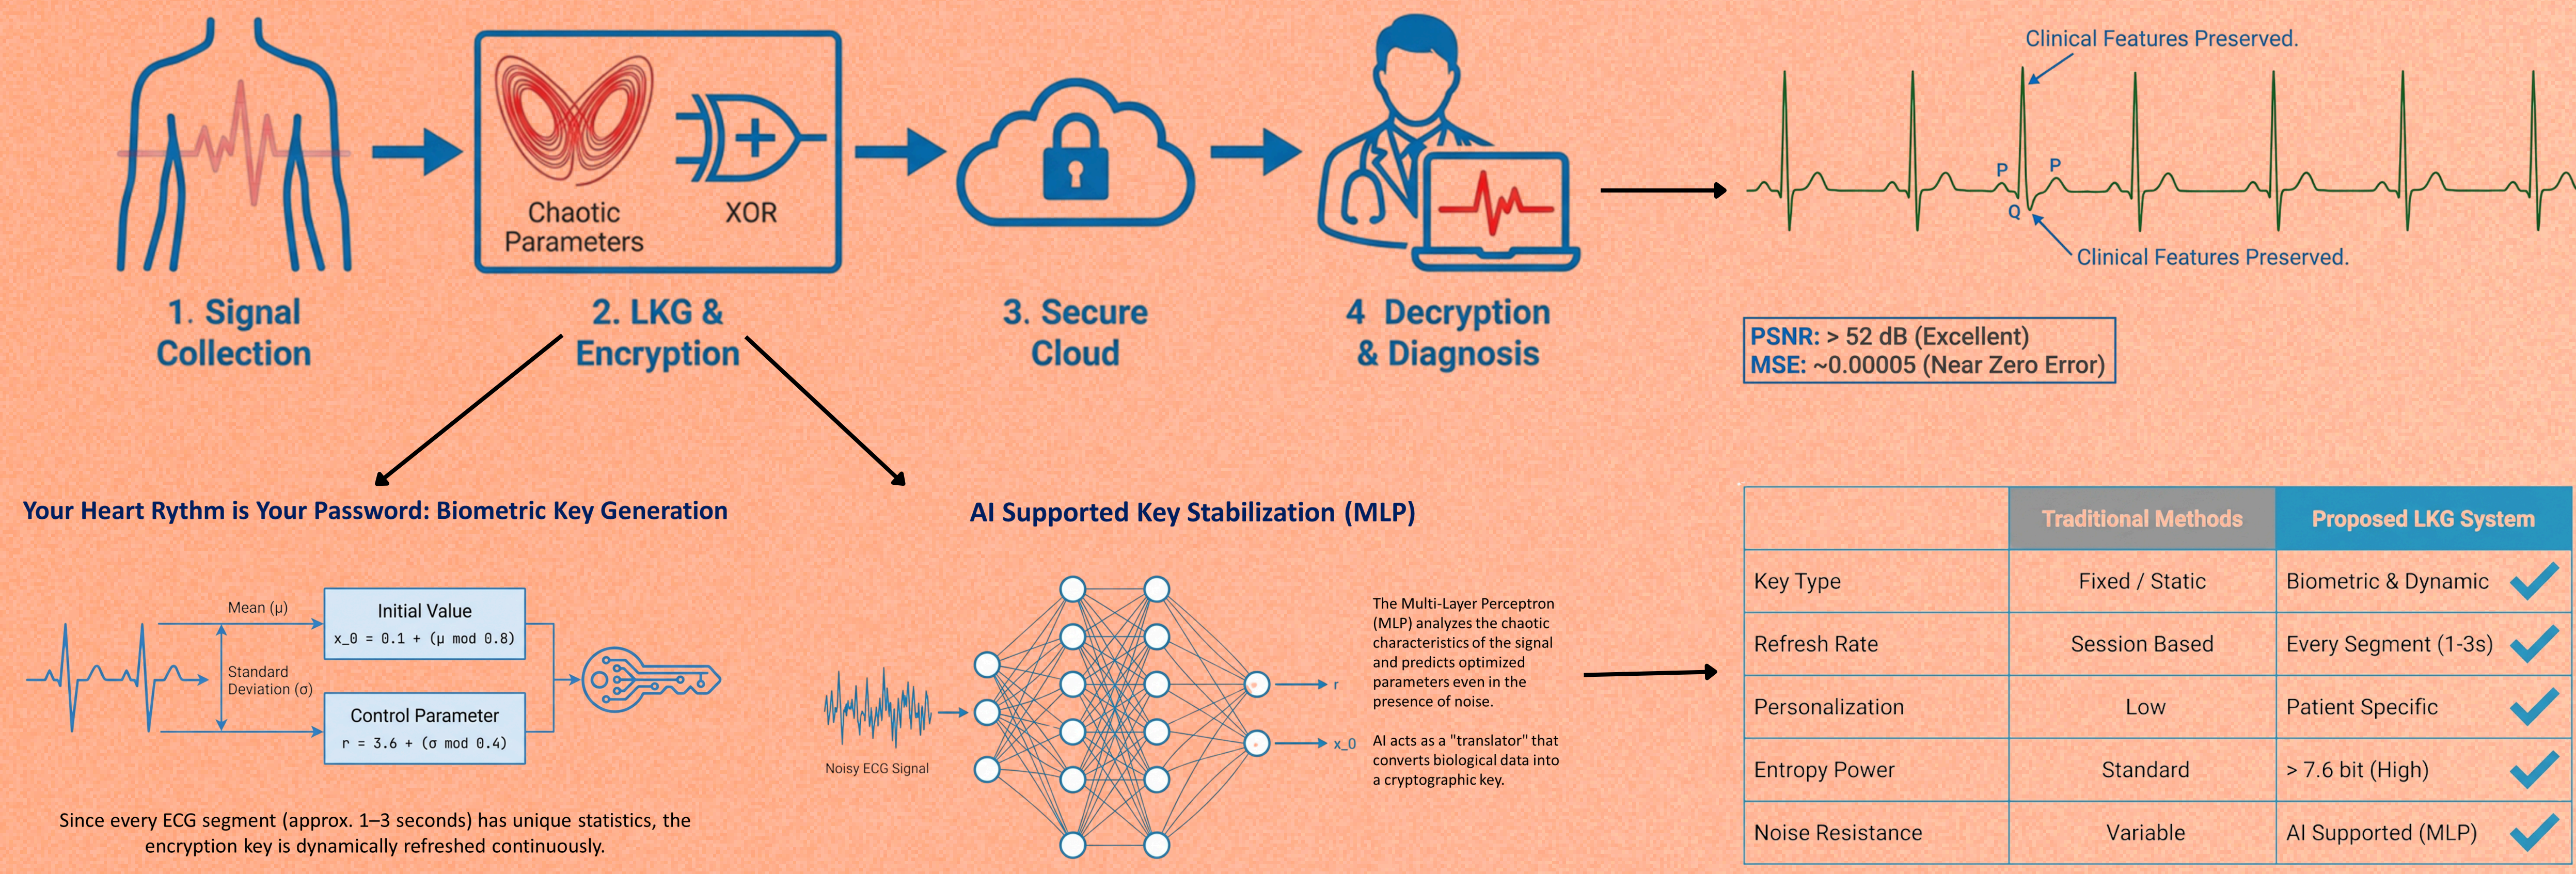 Chaotic
Parameters
XOR
1. Signal
Collection
2. LKG &
Encryption
3. Secure
Cloud
4 Decryption
& Diagnosis
Clinical Features Preserved.
P
P
Q
Clinical Features Preserved.
PSNR: > 52 dB (Excellent)
MSE: ~0.00005 (Near Zero Error)
Your Heart Rythm is Your Password: Biometric Key Generation
Mean (μ)
Standard
Deviation (σ)
Initial Value
x_0 = 0.1 + (μ mod 0.8)
Control Parameter
r = 3.6 + (σ mod 0.4)
Since every ECG segment (approx. 1–3 seconds) has unique statistics, the
encryption key is dynamically refreshed continuously.
AI Supported Key Stabilization (MLP)
Noisy ECG Signal
r
x_0
The Multi-Layer Perceptron
(MLP) analyzes the chaotic
characteristics of the signal
and predicts optimized
parameters even in the
presence of noise.
AI acts as a "translator" that
converts biological data into
a cryptographic key.
Traditional Methods Proposed LKG System
Key Type Fixed / Static Biometric & Dynamic
Refresh Rate Session Based Every Segment (1-3s)
Personalization Low Patient Specific
Entropy Power Standard > 7.6 bit (High)
Noise Resistance Variable AI Supported (MLP)